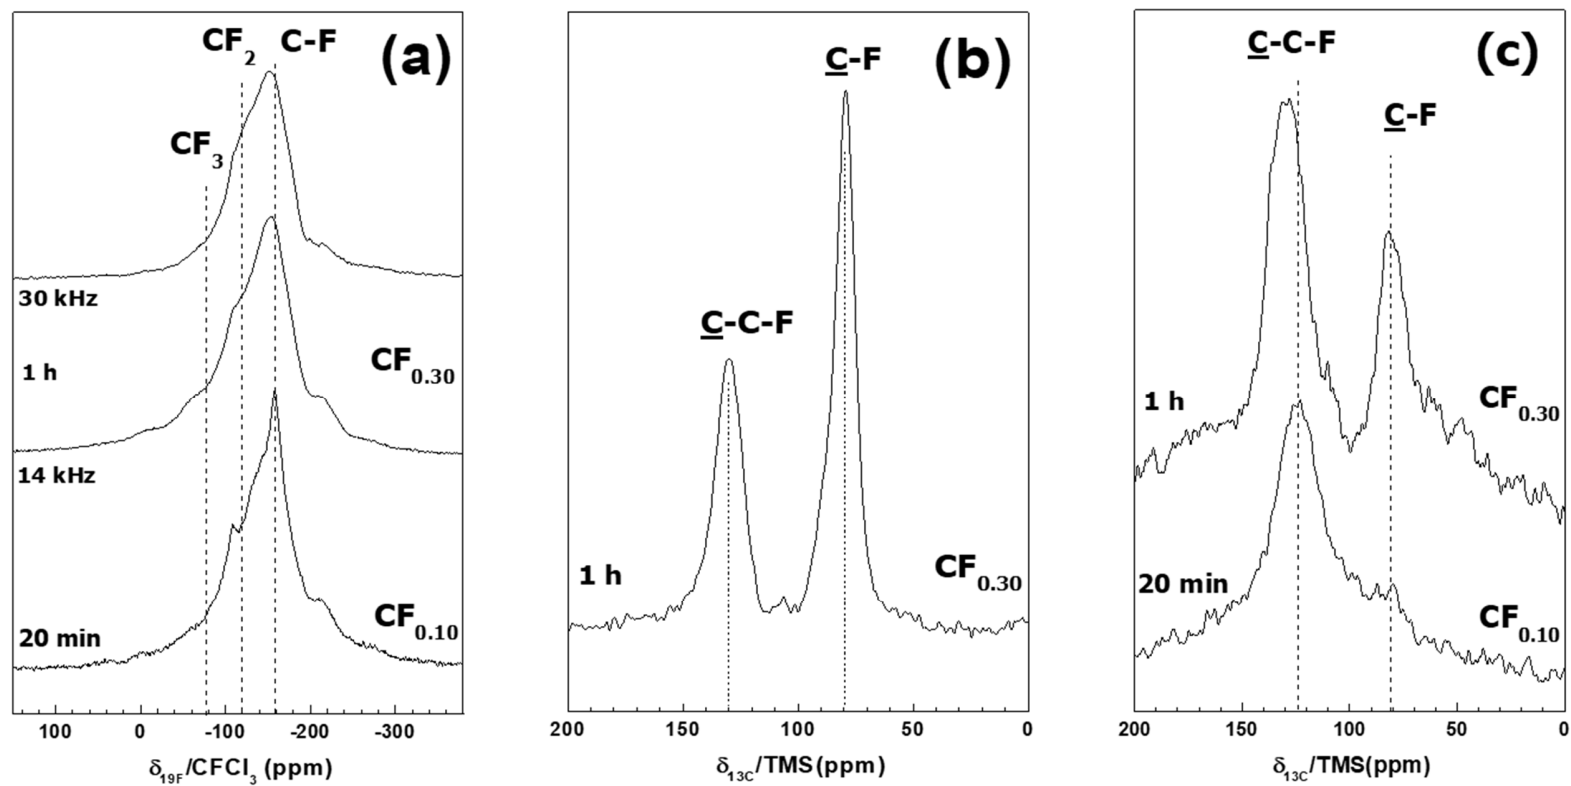 (a)
CF₂ C-F
CF₃
30 kHz
1 h
CF₀.₃₀
14 kHz
20 min
CF₀.₁₀
100 0 -100 -200 -300
δ₁₉F/CFCl₃ (ppm)
(b)
C-F
C-C-F
1 h
CF₀.₃₀
200 150 100 50 0
δ₁₃C/TMS(ppm)
(c)
C-C-F
C-F
1 h
CF₀.₃₀
20 min
CF₀.₁₀
200 150 100 50 0
δ₁₃C/TMS(ppm)